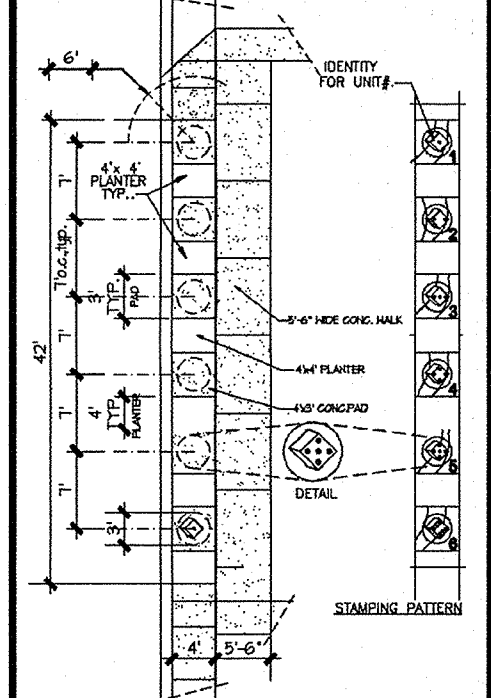 6'
IDENTITY
FOR UNIT#.
4'x 4'
PLANTER
TYP..
7'
7'o.c.,typ.
3'
TYP.
PAD
42'
7'
4'
TYP
PLANTER
7'
7'
3'
5'-6" WIDE CONC. WALK
4'x4' PLANTER
4'x3' CONC.PAD
DETAIL
1
2
3
4
5
6
STAMPING PATTERN
4'
5'-6"